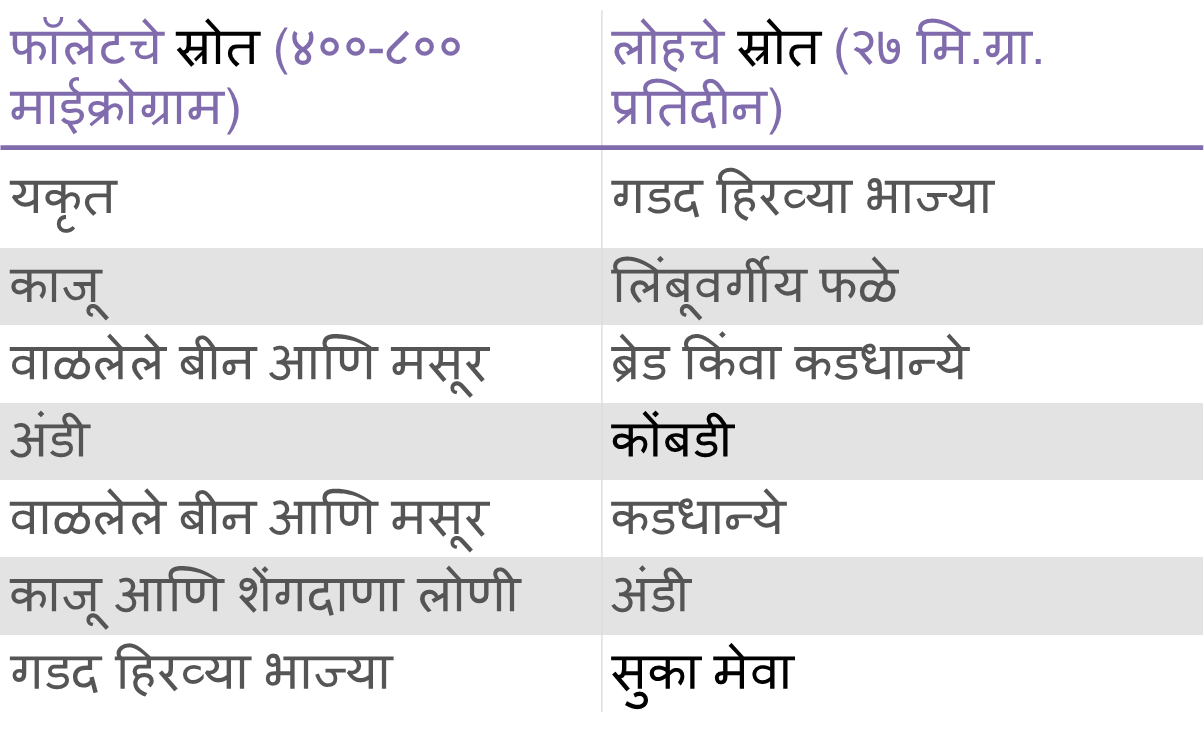 फॉलेटचे स्रोत (४००-८००
माईक्रोग्राम)
लोहचे स्रोत (२७ मि.ग्रा.
प्रतिदीन)
यकृत
गडद हिरव्या भाज्या
काजू
लिंबूवर्गीय फळे
वाळलेले बीन आणि मसूर
ब्रेड किंवा कडधान्ये
अंडी
कोंबडी
वाळलेले बीन आणि मसूर
कडधान्ये
काजू आणि शेंगदाणा लोणी
अंडी
गडद हिरव्या भाज्या
सुका मेवा